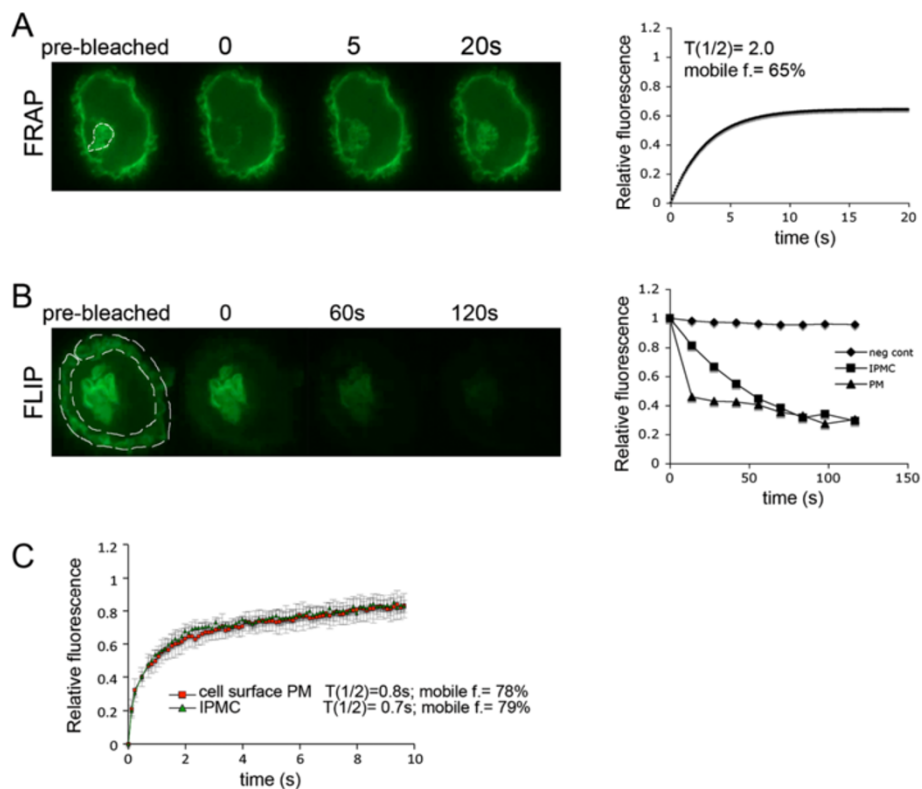 A
pre-bleached 0 5 20s
FRAP
Relative fluorescence
1.2
1
0.8
0.6
0.4
0.2
0
T(1/2)= 2.0
mobile f.= 65%
0 5 10 15 20
time (s)
B
pre-bleached 0 60s 120s
FLIP
Relative fluorescence
1.2
1
0.8
0.6
0.4
0.2
0
neg cont
IPMC
PM
0 50 100 150
time (s)
C
Relative fluorescence
1.2
1
0.8
0.6
0.4
0.2
0
cell surface PM T(1/2)=0.8s; mobile f.= 78%
IPMC T(1/2)= 0.7s; mobile f.= 79%
0 2 4 6 8 10
time (s)